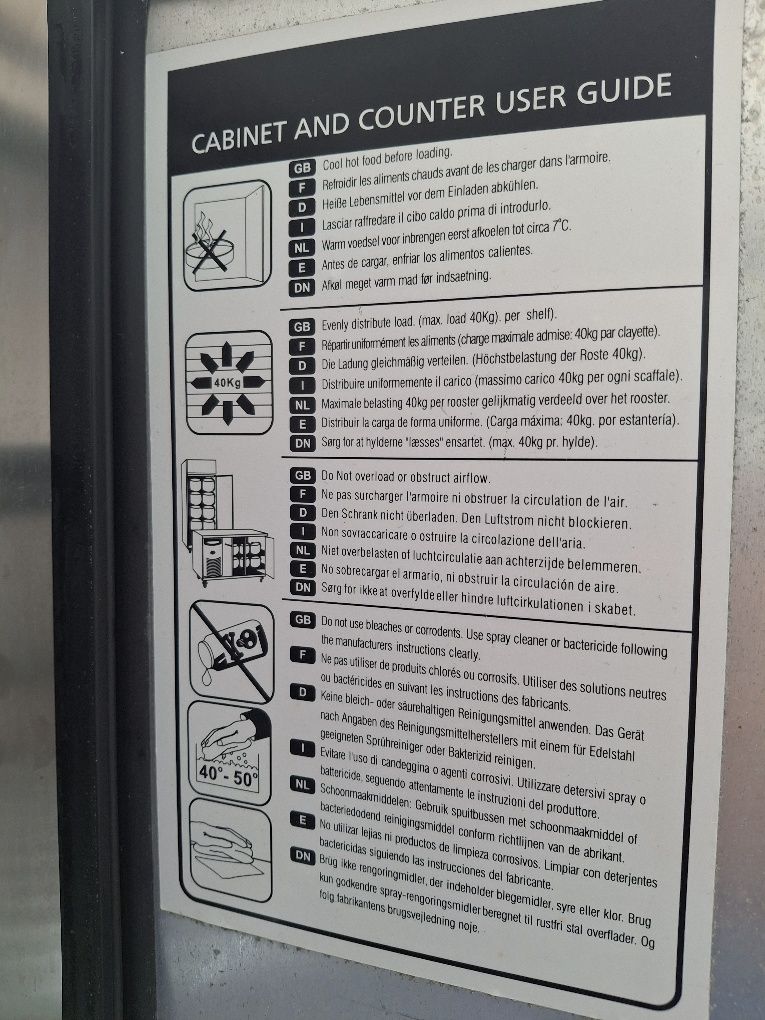 CABINET AND COUNTER USER GUIDE
GB Cool hot food before loading.
F Refroidir les aliments chauds avant de les charger dans l'armoire.
D Heiße Lebensmittel vor dem Einladen abkühlen.
I Lasciar raffredare il cibo caldo prima di introdurlo.
NL Warm voedsel voor inbrengen eerst afkoelen tot circa 7°C.
E Antes de cargar, enfriar los alimentos calientes.
DN Afkøl meget varm mad før indsaetning.
40Kg
GB Evenly distribute load. (max. load 40Kg). per shelf).
F Répartir uniformément les aliments (charge maximale admise: 40kg par clayette).
D Die Ladung gleichmäßig verteilen. (Höchstbelastung der Roste 40kg).
I Distribuire uniformemente il carico (massimo carico 40kg per ogni scaffale).
NL Maximale belasting 40kg per rooster gelijkmatig verdeeld over het rooster.
E Distribuir la carga de forma uniforme. (Carga máxima: 40kg. por estantería).
DN Sørg for at hylderne "læsses" ensartet. (max. 40kg pr. hylde).
GB Do Not overload or obstruct airflow.
F Ne pas surcharger l'armoire ni obstruer la circulation de l'air.
D Den Schrank nicht überladen. Den Luftstrom nicht blockieren.
I Non sovraccaricare o ostruire la circolazione dell'aria.
NL Niet overbelasten of luchtcirculatie aan achterzijde belemmeren.
E No sobrecargar el armario, ni obstruir la circulación de aire.
DN Sørg for ikke at overfylde eller hindre luftcirkulationen i skabet.
GB Do not use bleaches or corrodents. Use spray cleaner or bactericide following
the manufacturers instructions clearly.
F Ne pas utiliser de produits chlorés ou corrosifs. Utiliser des solutions neutres
ou bactéricides en suivant les instructions des fabricants.
D Keine bleich- oder säurehaltigen Reinigungsmittel anwenden. Das Gerät
nach Angaben des Reinigungsmittelherstellers mit einem für Edelstahl
geeigneten Sprühreiniger oder Bakterizid reinigen.
I Evitare l'uso di candeggina o agenti corrosivi. Utilizzare detersivi spray o
battericide, seguendo attentamente le instruzioni del produttore.
NL Schoonmaakmiddelen: Gebruik spuitbussen met schoonmaakmiddel of
bacteriedodend reinigingsmiddel conform richtlijnen van de abrikant.
E No utilizar lejias ni productos de limpieza corrosivos. Limpiar con deterjentes
bactericidas siguiendo las instrucciones del fabricante.
DN Brüg ikke rengoringmidler, der indeholder blegemidler, syre eller klor. Brug
kun godkendre spray-rengoringsmidler beregnet til rustfri stal overflader. Og
folg fabrikantens brugsvejledning noje.
40°- 50°